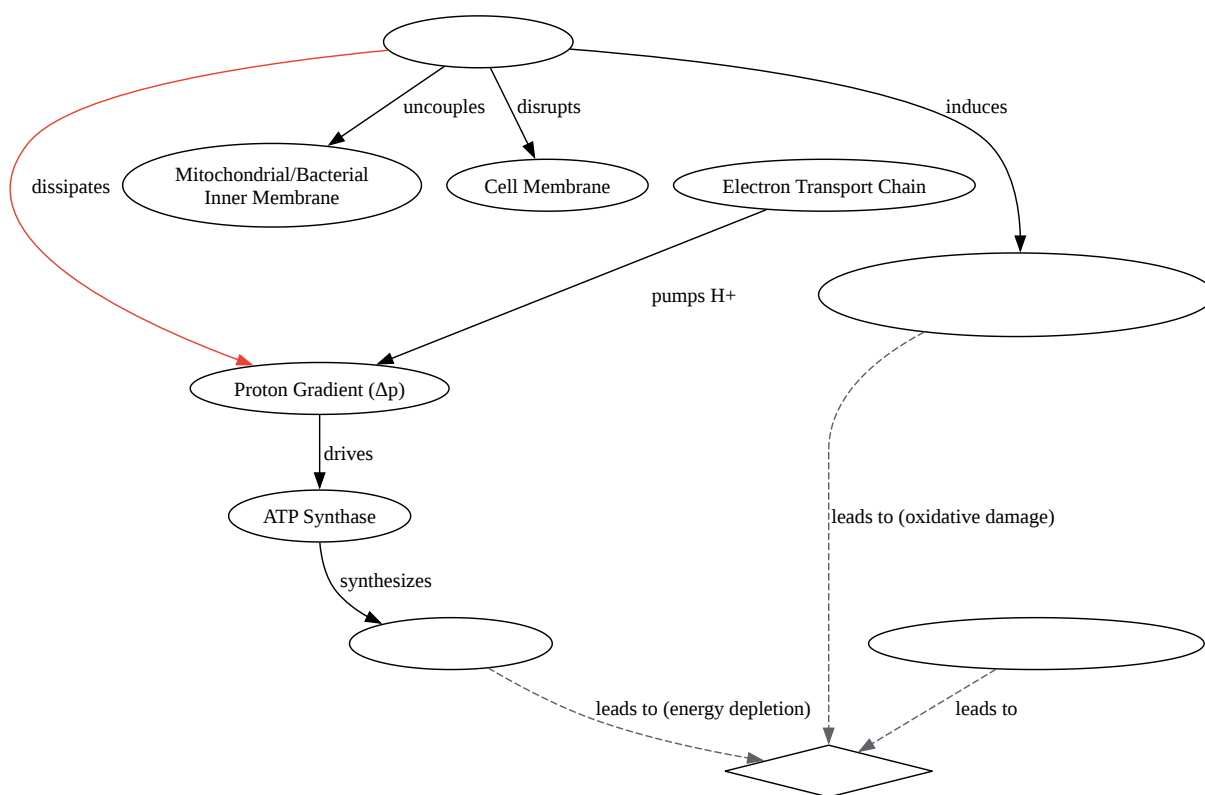 uncouples
disrupts
induces
dissipates
Mitochondrial/Bacterial
Inner Membrane
Cell Membrane
Electron Transport Chain
pumps H+
Proton Gradient (Δp)
drives
ATP Synthase
leads to (oxidative damage)
synthesizes
leads to (energy depletion)
leads to